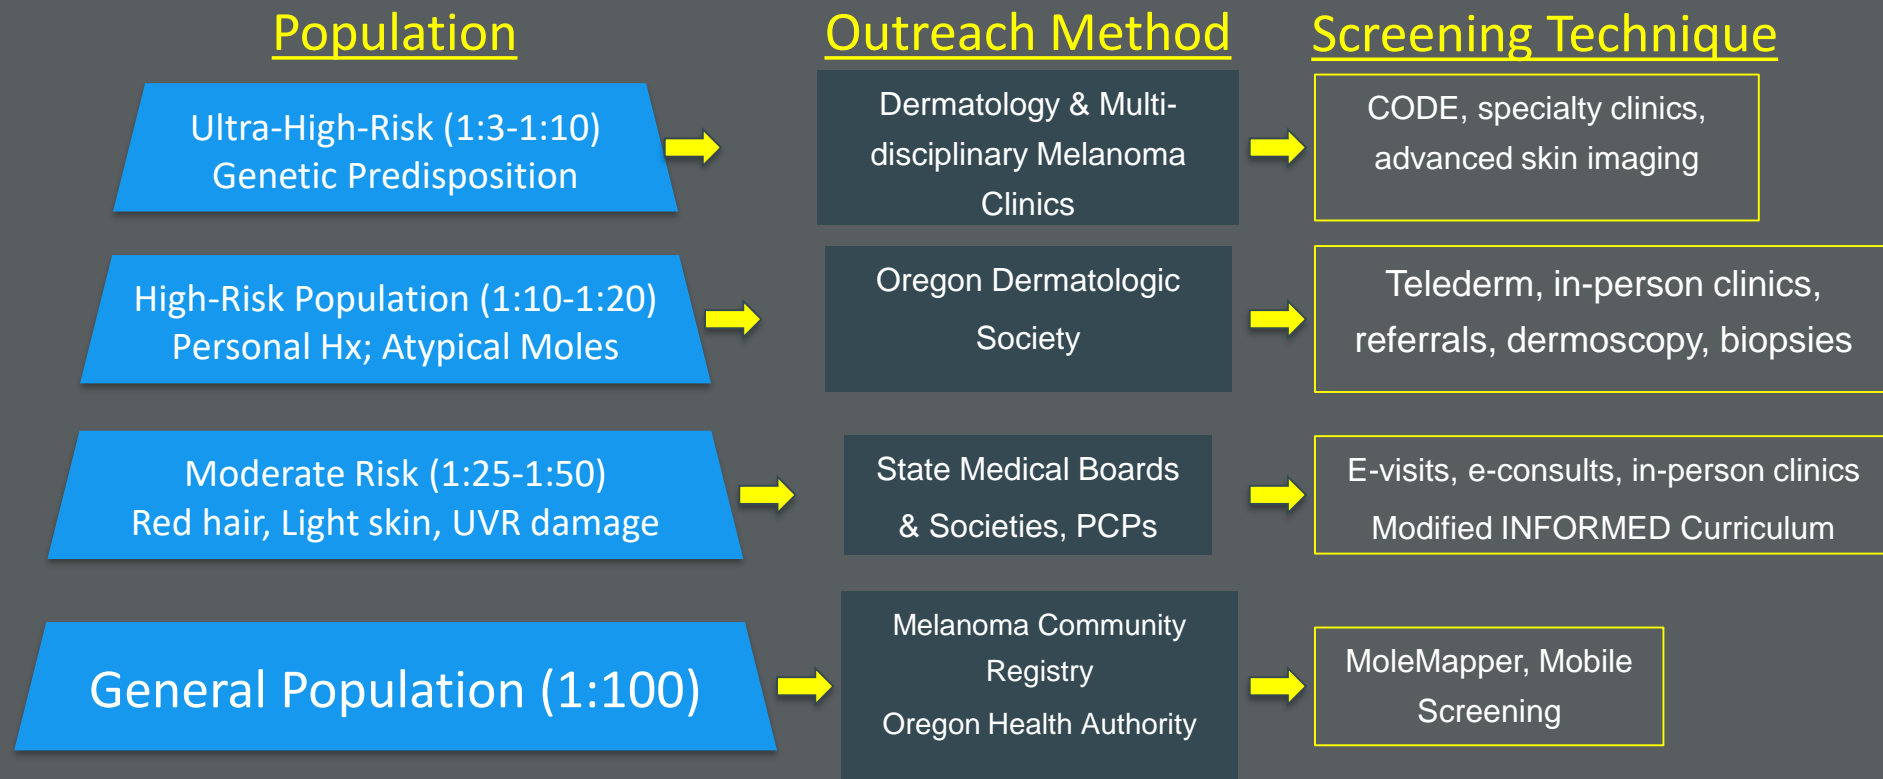 Population
Outreach Method
Screening Technique
Ultra-High-Risk (1:3-1:10)
Genetic Predisposition
Dermatology & Multi-
disciplinary Melanoma
Clinics
CODE, specialty clinics,
advanced skin imaging
High-Risk Population (1:10-1:20)
Personal Hx; Atypical Moles
Oregon Dermatologic
Society
Telederm, in-person clinics,
referrals, dermoscopy, biopsies
Moderate Risk (1:25-1:50)
Red hair, Light skin, UVR damage
State Medical Boards
& Societies, PCPs
E-visits, e-consults, in-person clinics
Modified INFORMED Curriculum
General Population (1:100)
Melanoma Community
Registry
Oregon Health Authority
MoleMapper, Mobile
Screening